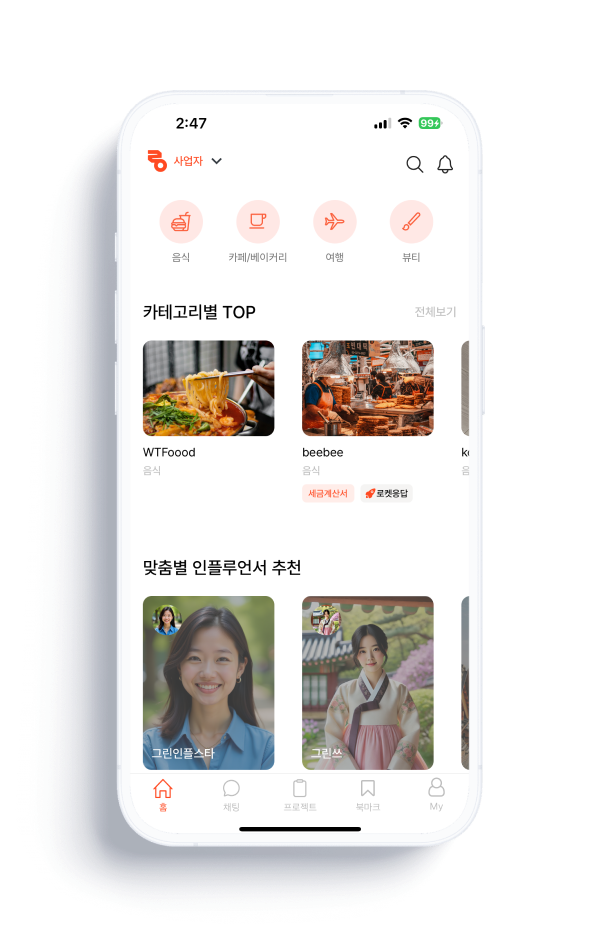 2:47
99
사업자
음식
카페/베이커리
여행
뷰티
카테고리별 TOP
전체보기
WTFoood
beebee
음식
음식
세금계산서
로켓응답
맞춤별 인플루언서 추천
그린인플스타
그린쓰
홈
채팅
프로젝트
북마크
My